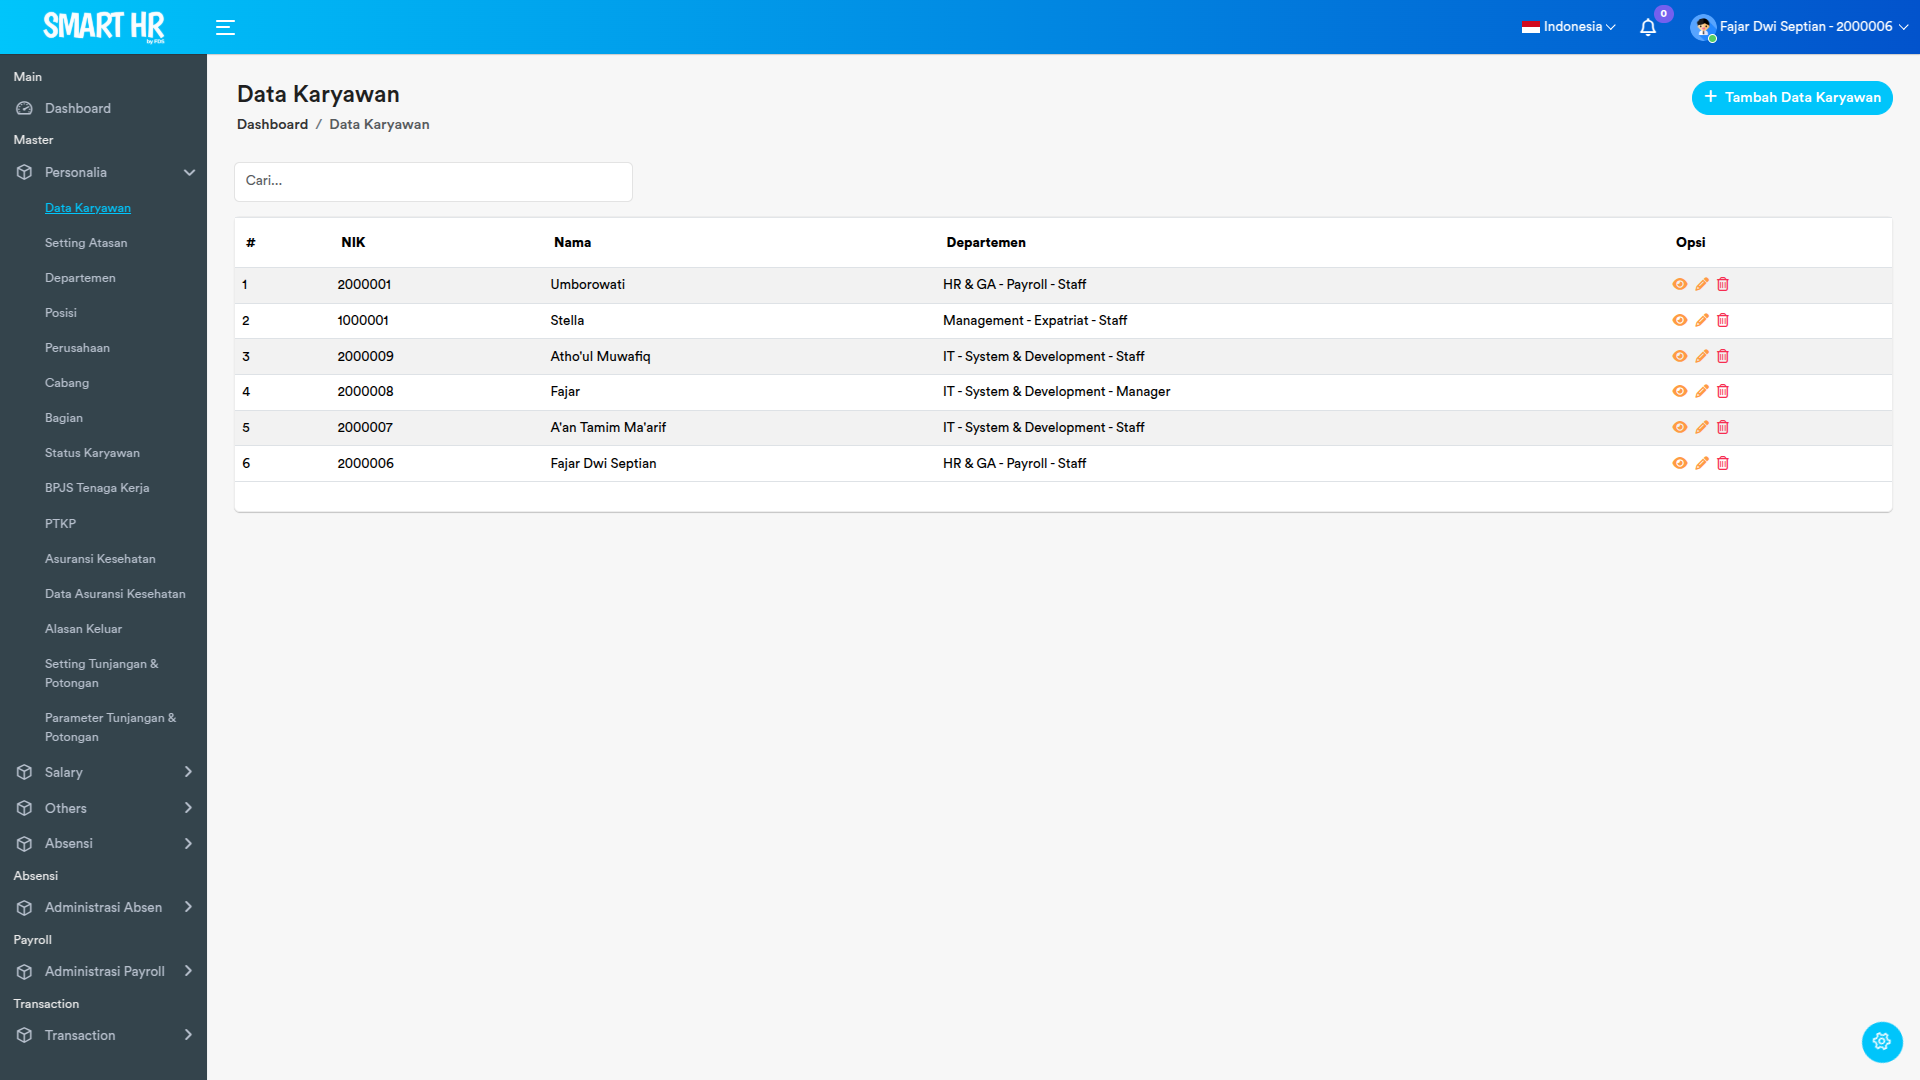 SMART HR
by FDS
Indonesia
0
Fajar Dwi Septian - 2000006
Main
Dashboard
Master
Personalia
Data Karyawan
Setting Atasan
Departemen
Posisi
Perusahaan
Cabang
Bagian
Status Karyawan
BPJS Tenaga Kerja
PTKP
Asuransi Kesehatan
Data Asuransi Kesehatan
Alasan Keluar
Setting Tunjangan &
Potongan
Parameter Tunjangan &
Potongan
Salary
Others
Absensi
Absensi
Administrasi Absen
Payroll
Administrasi Payroll
Transaction
Transaction
Data Karyawan
Dashboard / Data Karyawan
+ Tambah Data Karyawan
Cari...
# NIK Nama Departemen Opsi
1 2000001 Umborowati HR & GA - Payroll - Staff
2 1000001 Stella Management - Expatriat - Staff
3 2000009 Atho'ul Muwafiq IT - System & Development - Staff
4 2000008 Fajar IT - System & Development - Manager
5 2000007 A'an Tamim Ma'arif IT - System & Development - Staff
6 2000006 Fajar Dwi Septian HR & GA - Payroll - Staff